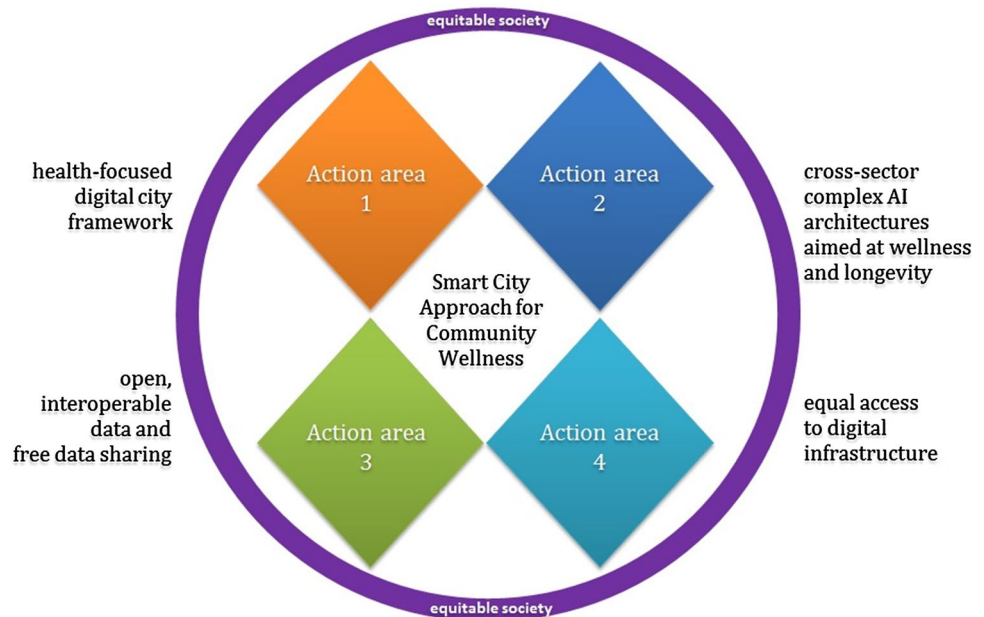 equitable society
health-focused
digital city
framework
Action area
1
Action area
2
cross-sector
complex AI
architectures
aimed at wellness
and longevity
Smart City
Approach for
Community
Wellness
open,
interoperable
data and
free data sharing
Action area
3
Action area
4
equal access
to digital
infrastructure
equitable society